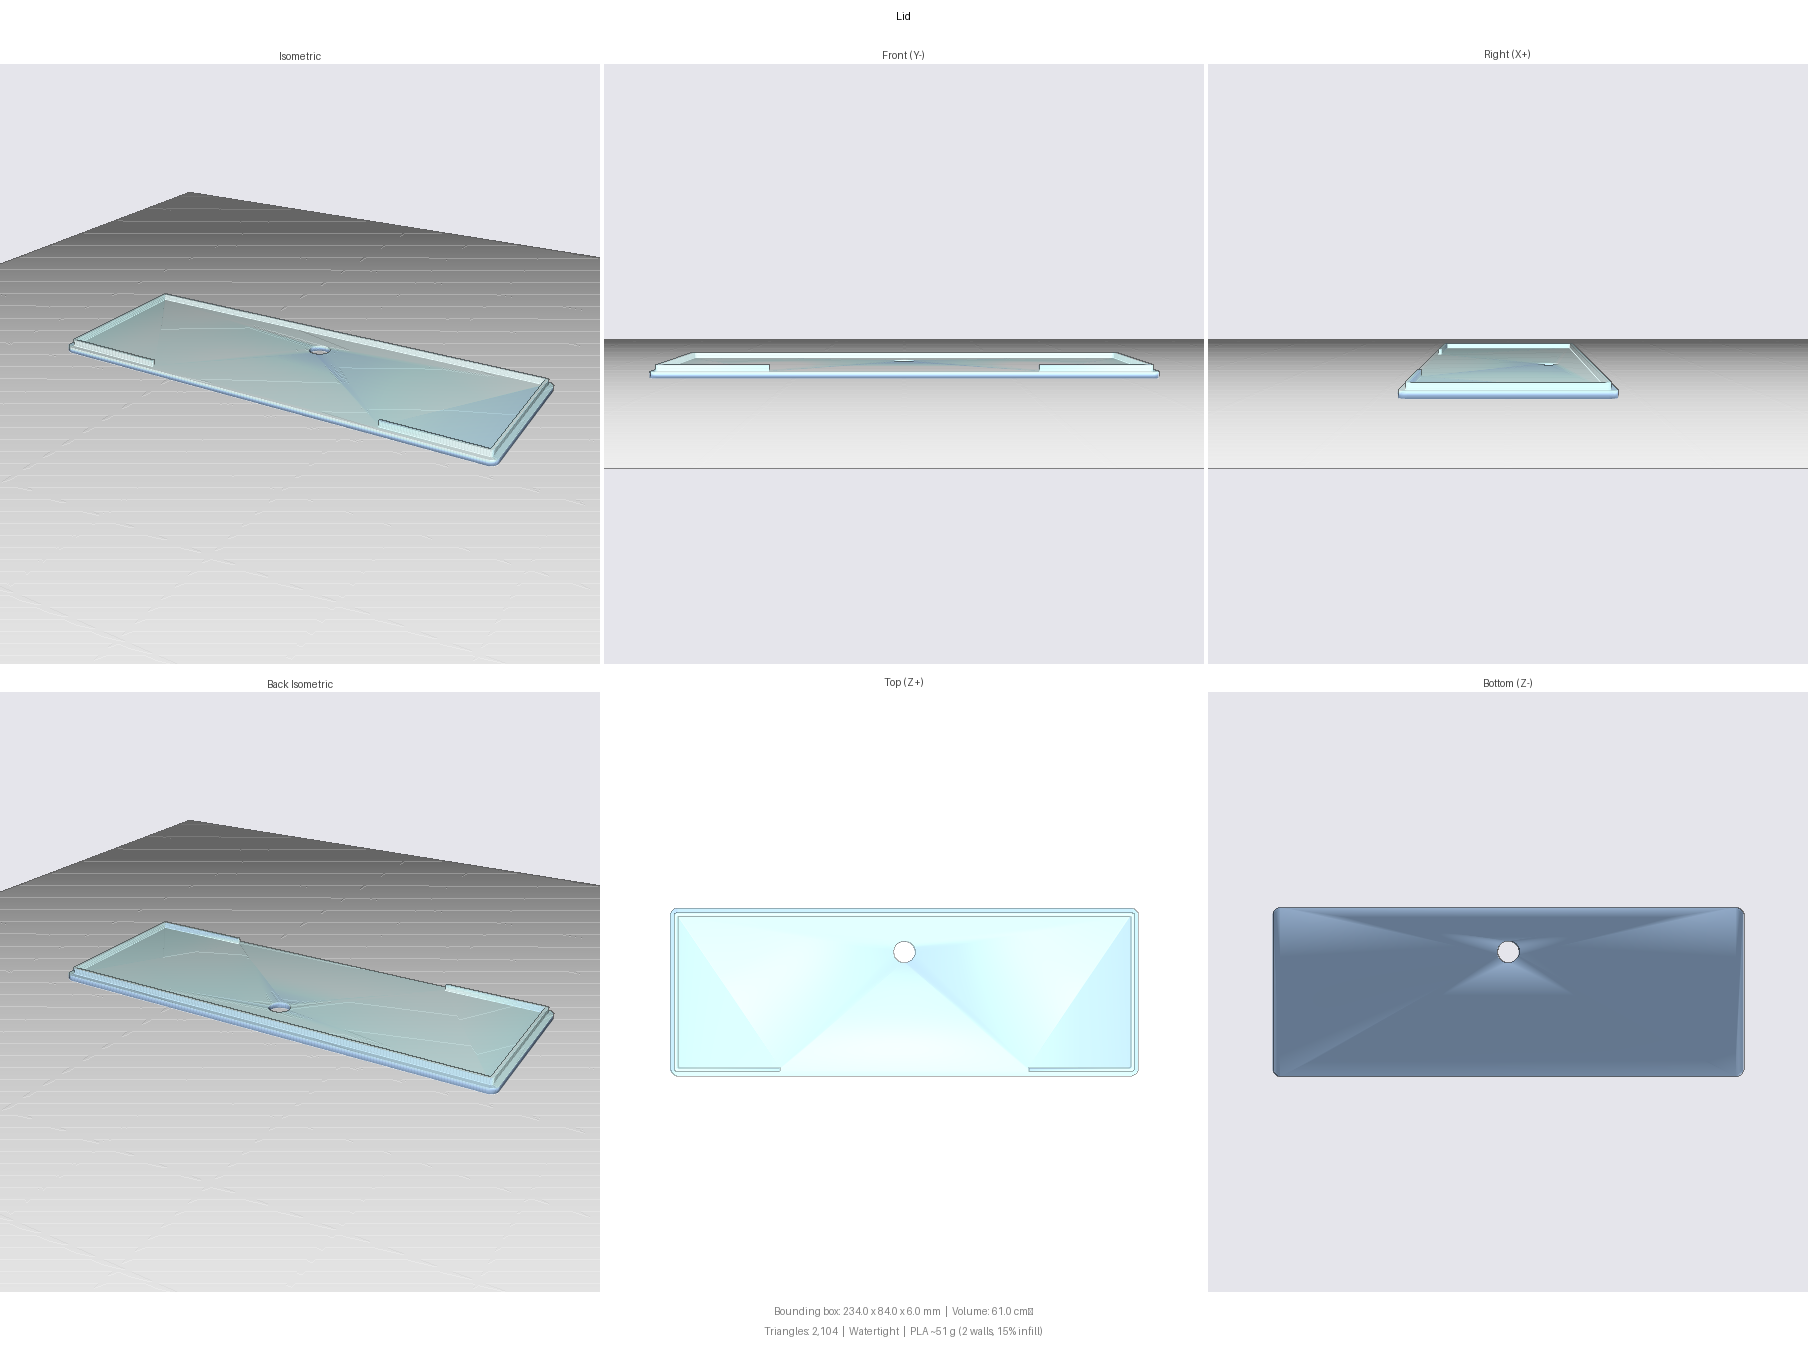 Lid
Isometric
Front (Y-)
Right (X+)
Back Isometric
Top (Z+)
Bottom (Z-)
Bounding box: 234.0 x 84.0 x 6.0 mm | Volume: 61.0 cm▯
Triangles: 2,104 | Watertight | PLA ~51 g (2 walls, 15% infill)